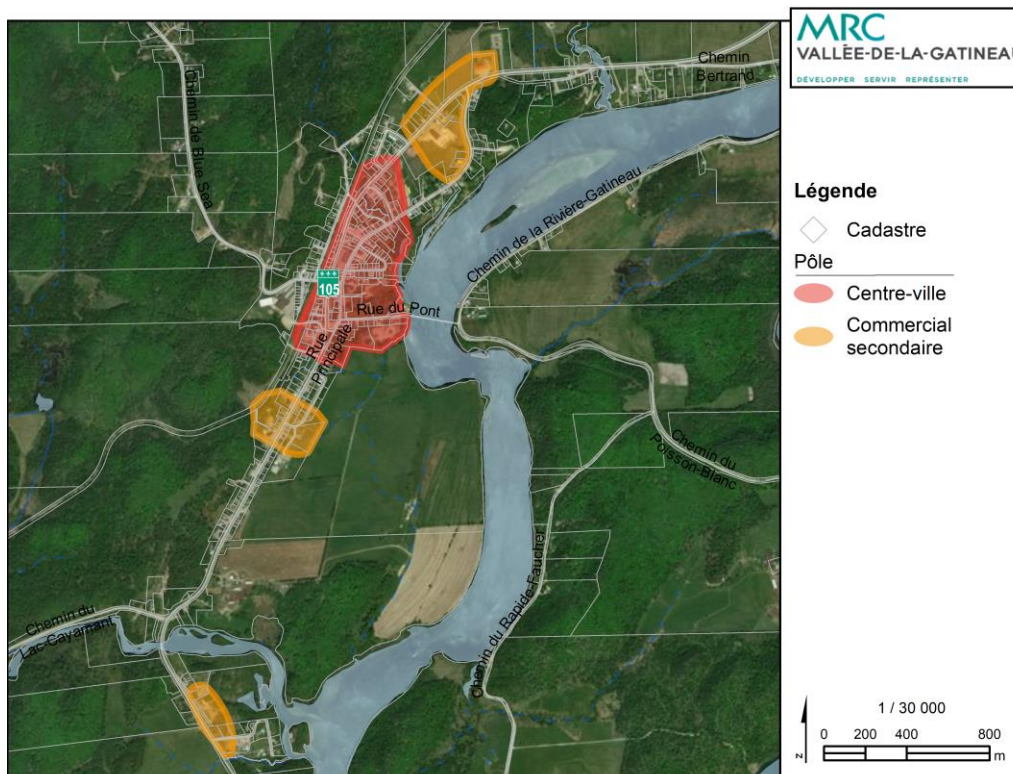 MRC
VALLÉE-DE-LA-GATINEAU
DÉVELOPPER SERVIR REPRÉSENTER
Chemin
Bertrand
Chemin de Blue Sea
Chemin de la Rivière-Gatineau
105
Rue du Pont
Rue
Principale
Chemin du
Poisson-Blanc
Chemin du Rapide-Faucher
Chemin du
Lac-Cayamant
Légende
Cadastre
Pôle
Centre-ville
Commercial
secondaire
1 / 30 000
N
0 200 400 800
m